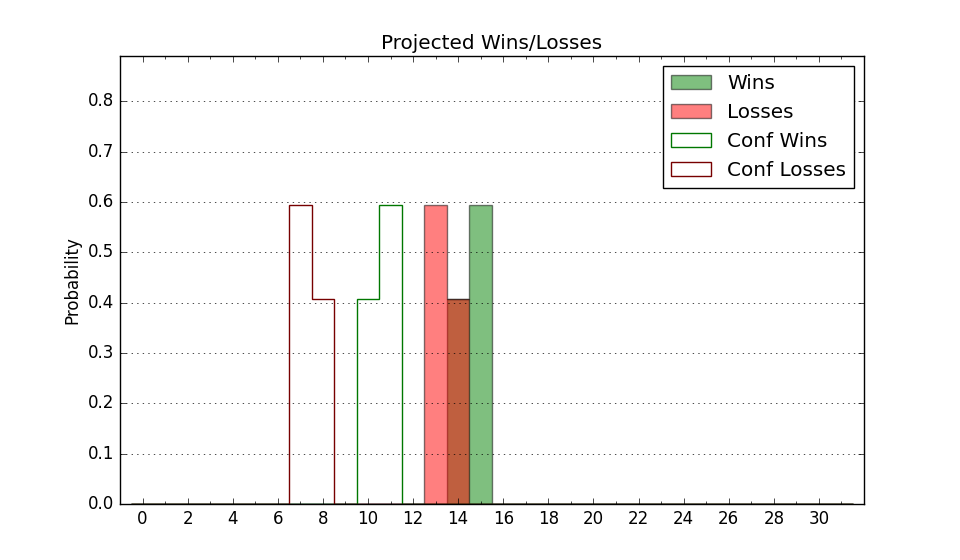 Projected Wins/Losses
Wins
Losses
Conf Wins
Conf Losses
Probability
0.8
0.7
0.6
0.5
0.4
0.3
0.2
0.1
0.0
0 2 4 6 8 10 12 14 16 18 20 22 24 26 28 30